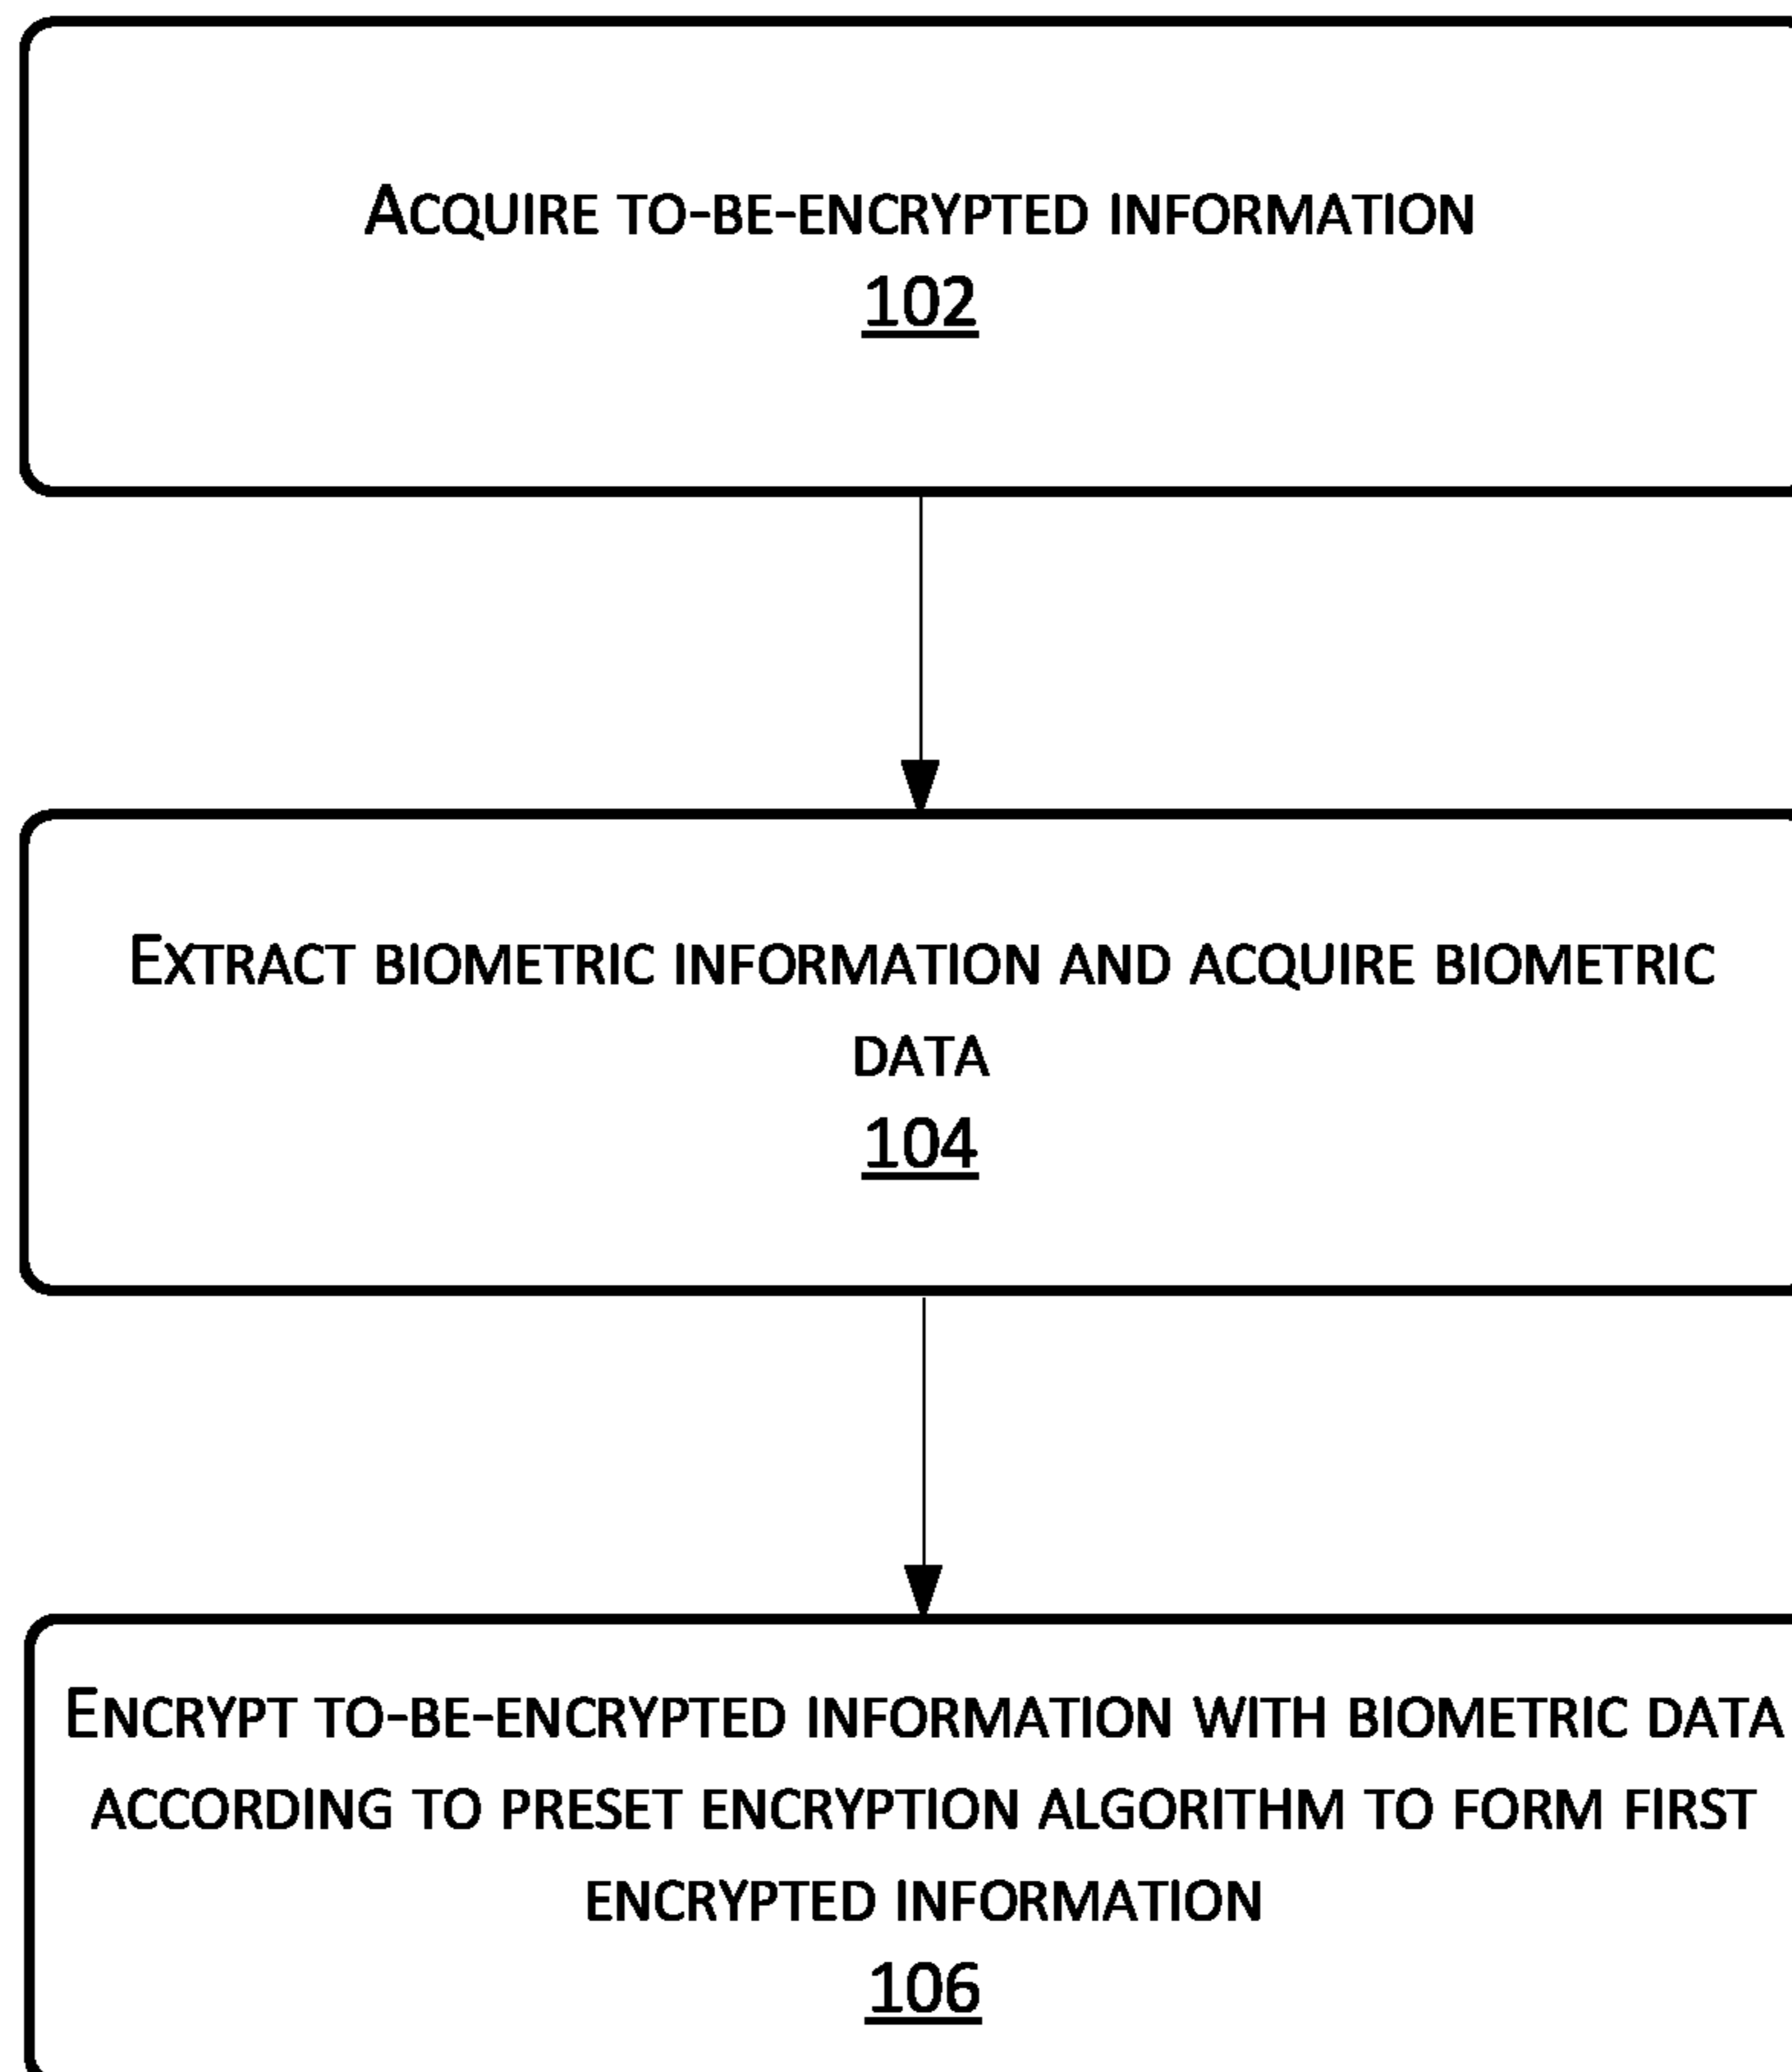 ACQUIRE TO-BE-ENCRYPTED INFORMATION
102
EXTRACT BIOMETRIC INFORMATION AND ACQUIRE BIOMETRIC
DATA
104
ENCRYPT TO-BE-ENCRYPTED INFORMATION WITH BIOMETRIC DATA
ACCORDING TO PRESET ENCRYPTION ALGORITHM TO FORM FIRST
ENCRYPTED INFORMATION
106